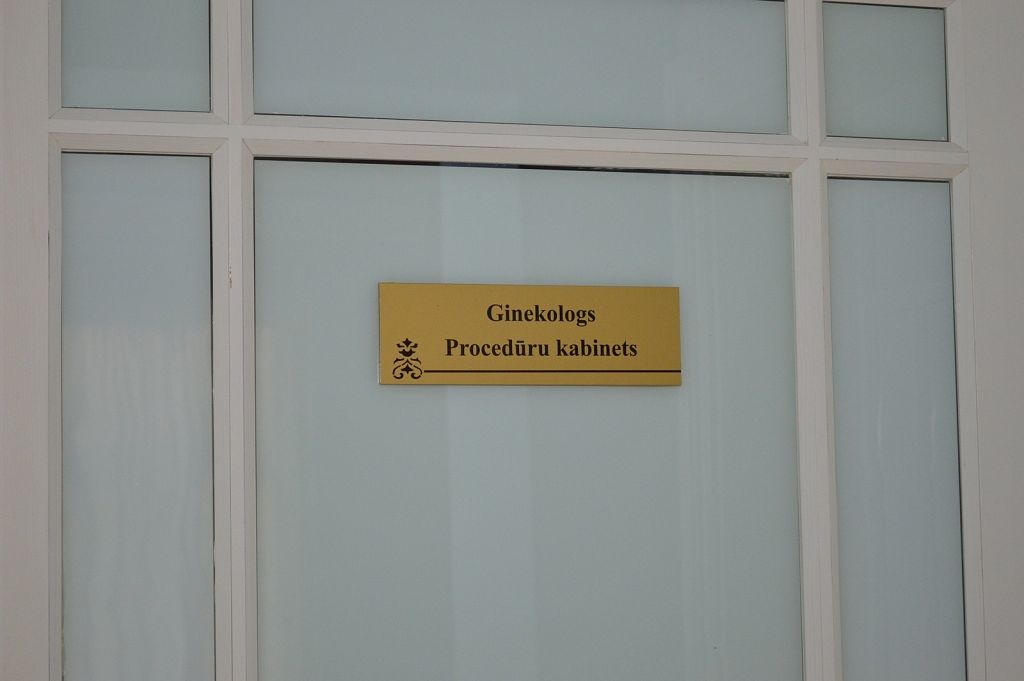 Ginekologs
Procedūru kabinets